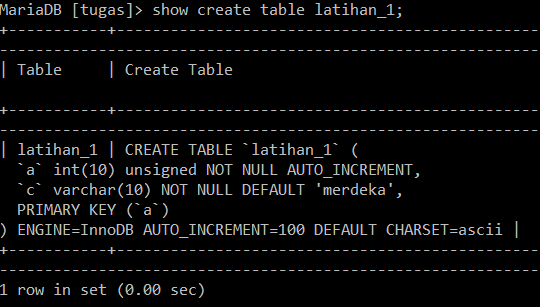 MariaDB [tugas]> show create table latihan_1;
+-----------+--------------------------------------------------
---------------------------------------------------------------
| Table     | Create Table
+-----------+--------------------------------------------------
---------------------------------------------------------------
| latihan_1 | CREATE TABLE `latihan_1` (
  `a` int(10) unsigned NOT NULL AUTO_INCREMENT,
  `c` varchar(10) NOT NULL DEFAULT 'merdeka',
  PRIMARY KEY (`a`)
) ENGINE=InnoDB AUTO_INCREMENT=100 DEFAULT CHARSET=ascii |
+-----------+--------------------------------------------------
---------------------------------------------------------------
1 row in set (0.00 sec)